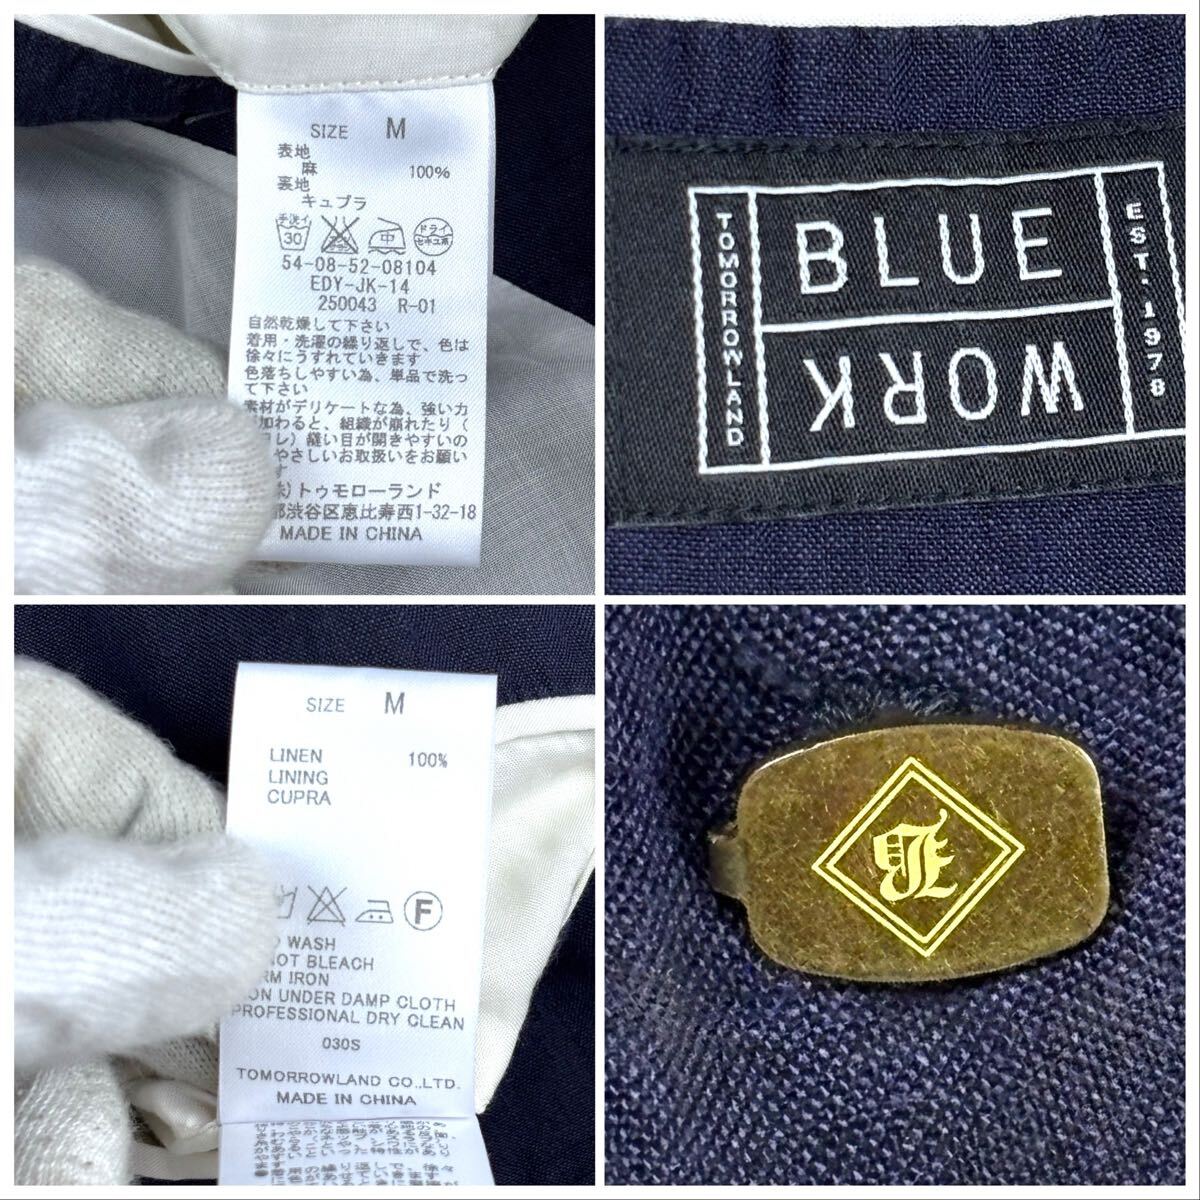 SIZE M
表地
麻 100%
裏地
キュプラ
手洗イ
30
中
ドライ
セキユ系
54-08-52-08104
EDY-JK-14
250043 R-01
自然乾燥して下さい
着用・洗濯の繰り返しで、色は
徐々にうすれていきます
色落ちしやすい為、単品で洗っ
て下さい
素材がデリケートな為、強い力
加わると、組織が崩れたり(
レ)縫い目が開きやすいの
やさしいお取扱いをお願い
す
)トゥモローランド
都渋谷区恵比寿西1-32-18
MADE IN CHINA
TOMORROWLAND
BLUE
WORK
EST. 1978
SIZE M
LINEN 100%
LINING
CUPRA
F
WASH
NOT BLEACH
IRON
UNDER DAMP CLOTH
PROFESSIONAL DRY CLEAN
030S
TOMORROWLAND CO.,LTD.
MADE IN CHINA